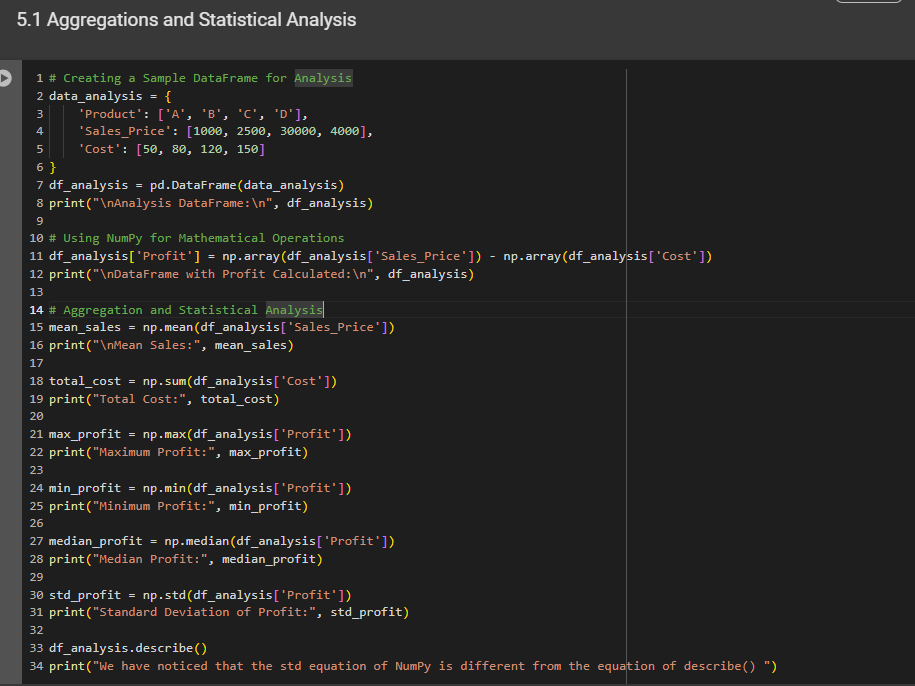 5.1 Aggregations and Statistical Analysis
1 # Creating a Sample DataFrame for Analysis
2 data_analysis = {
3     'Product': ['A', 'B', 'C', 'D'],
4     'Sales_Price': [1000, 2500, 30000, 4000],
5     'Cost': [50, 80, 120, 150]
6 }
7 df_analysis = pd.DataFrame(data_analysis)
8 print("\nAnalysis DataFrame:\n", df_analysis)
9
10 # Using NumPy for Mathematical Operations
11 df_analysis['Profit'] = np.array(df_analysis['Sales_Price']) - np.array(df_analysis['Cost'])
12 print("\nDataFrame with Profit Calculated:\n", df_analysis)
13
14 # Aggregation and Statistical Analysis
15 mean_sales = np.mean(df_analysis['Sales_Price'])
16 print("\nMean Sales:", mean_sales)
17
18 total_cost = np.sum(df_analysis['Cost'])
19 print("Total Cost:", total_cost)
20
21 max_profit = np.max(df_analysis['Profit'])
22 print("Maximum Profit:", max_profit)
23
24 min_profit = np.min(df_analysis['Profit'])
25 print("Minimum Profit:", min_profit)
26
27 median_profit = np.median(df_analysis['Profit'])
28 print("Median Profit:", median_profit)
29
30 std_profit = np.std(df_analysis['Profit'])
31 print("Standard Deviation of Profit:", std_profit)
32
33 df_analysis.describe()
34 print("We have noticed that the std equation of NumPy is different from the equation of describe() ")